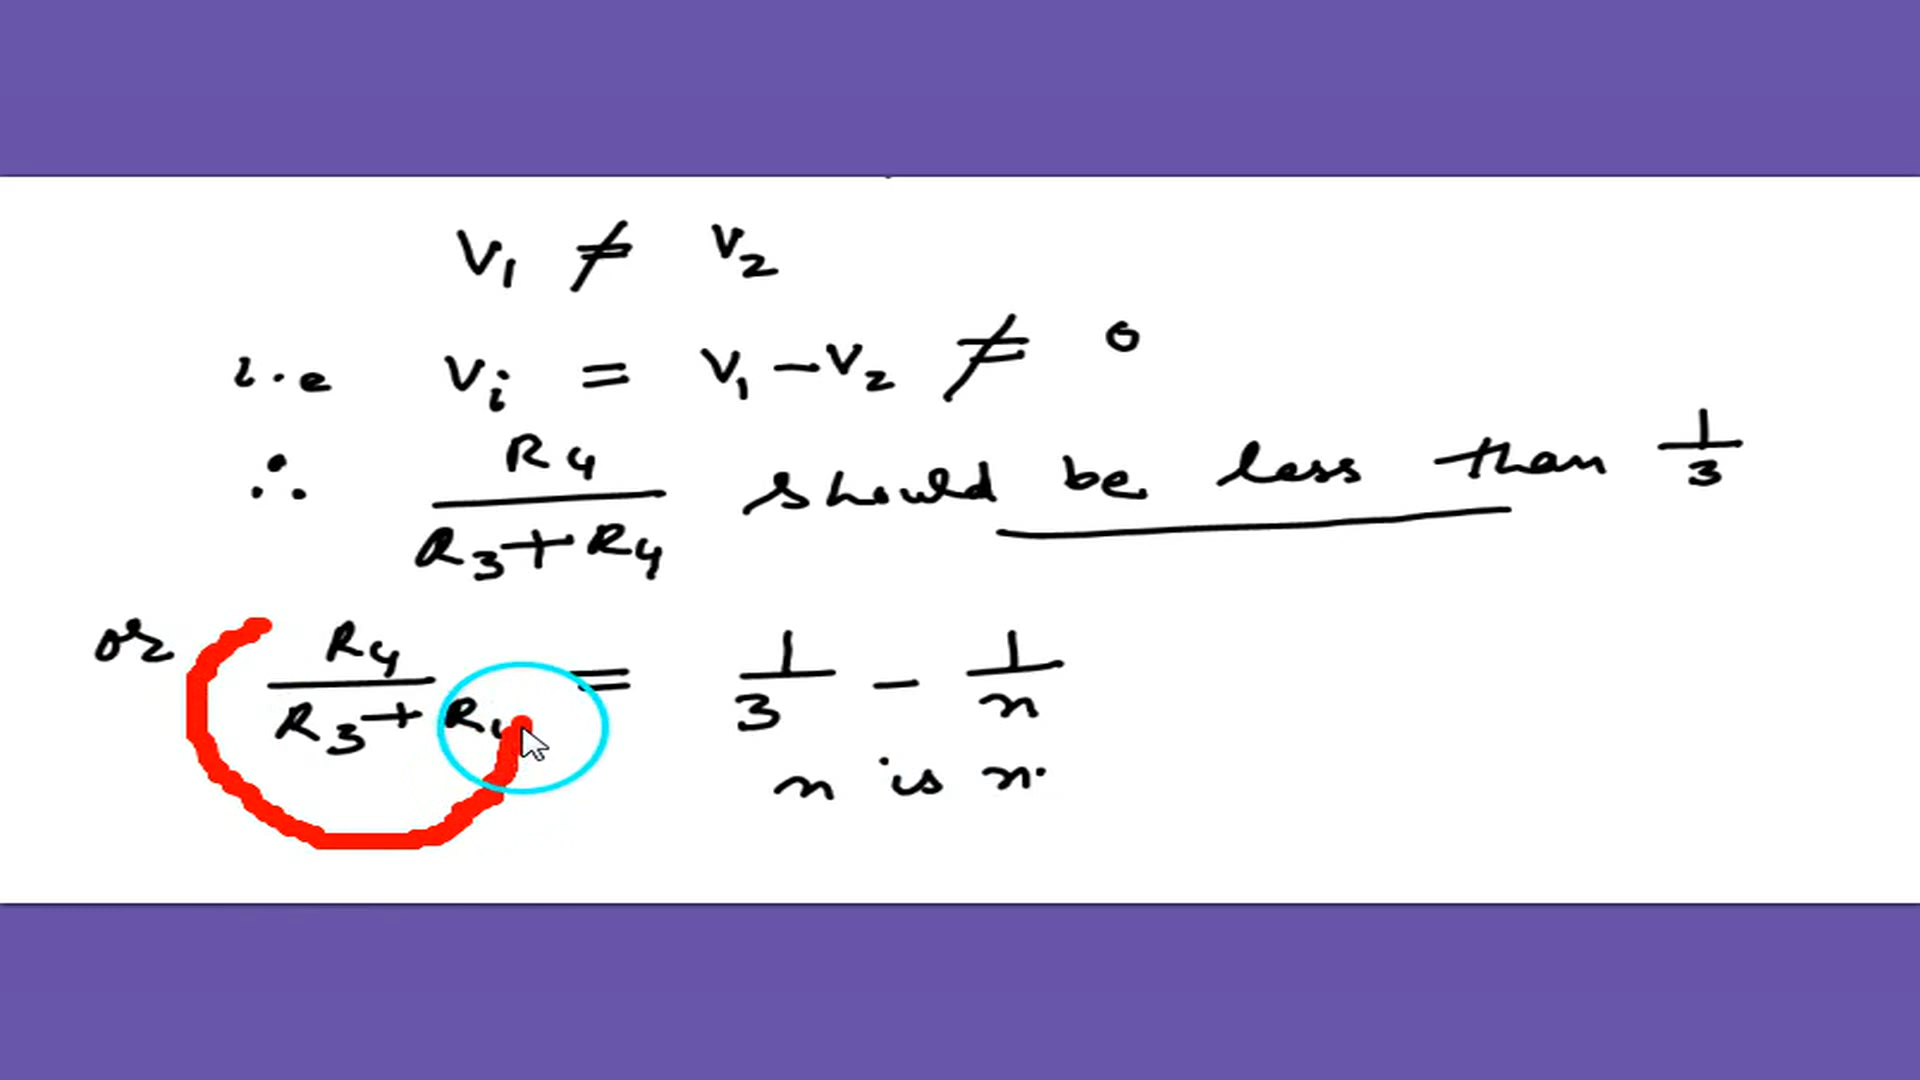 V₁ ≠ V₂
i.e Vᵢ = V₁ - V₂ ≠ 0
∴ R₄/(R₃+R₄) should be less than 1/3
or R₄/(R₃+R₄) = 1/3 - 1/n
n is n.